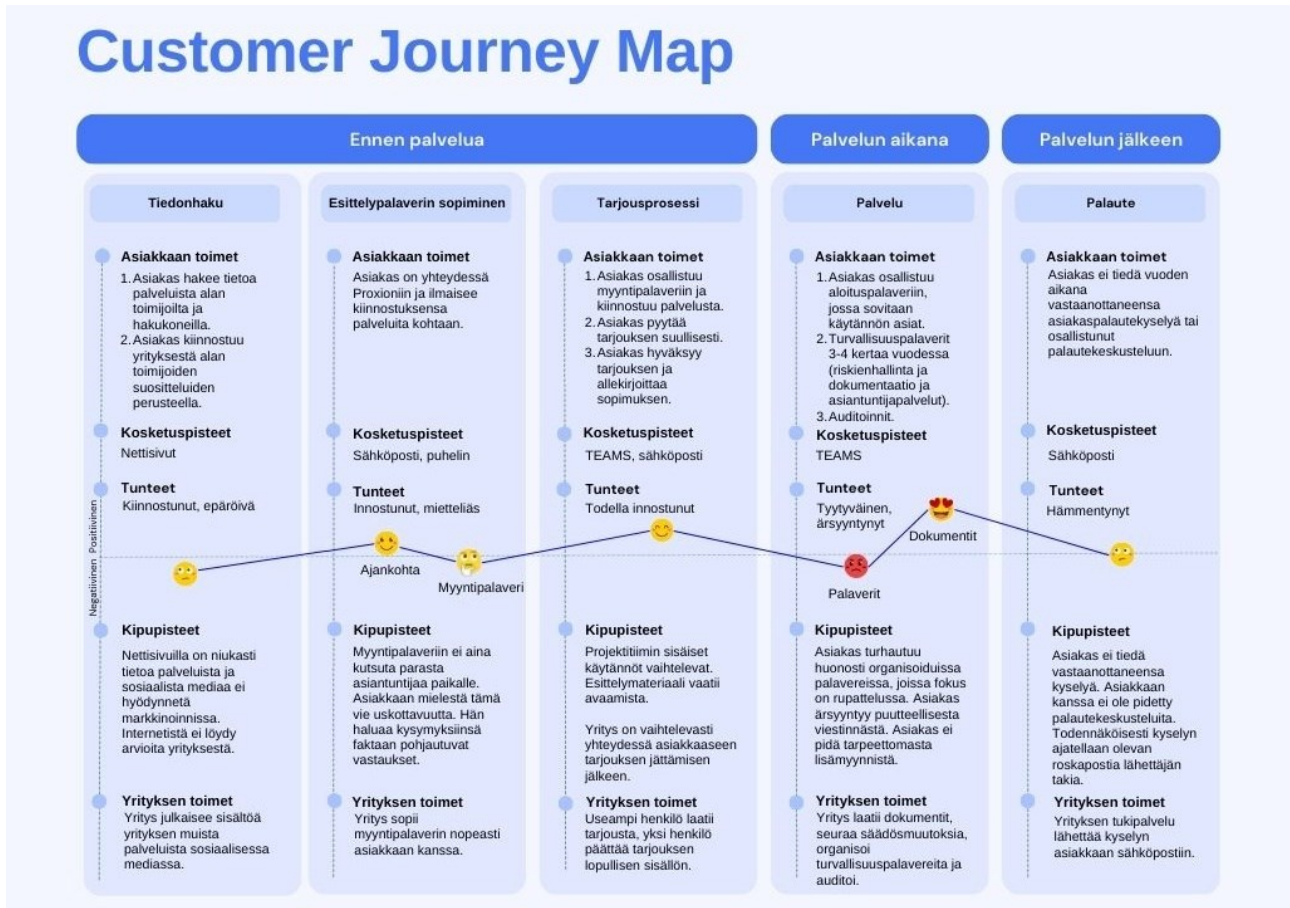 Customer Journey Map
Ennen palvelua
Palvelun aikana
Palvelun jälkeen
Tiedonhaku
Asiakkaan toimet
1. Asiakas hakee tietoa
palveluista alan
toimijoilta ja
hakukoneilla.
2. Asiakas kiinnostuu
yrityksestä alan
toimijoiden
suositteluiden
perusteella.
Kosketuspisteet
Nettisivut
Tunteet
Kiinnostunut, epäröivä
Positiivinen
Negatiivinen
Kipupisteet
Nettisivuilla on niukasti
tietoa palveluista ja
sosiaalista mediaa ei
hyödynnetä
markkinoinnissa.
Internetistä ei löydy
arvioita yrityksestä.
Yrityksen toimet
Yritys julkaisee sisältöä
yrityksen muista
palveluista sosiaalisessa
mediassa.
Esittelypalaverin sopiminen
Asiakkaan toimet
Asiakas on yhteydessä
Proxioniin ja ilmaisee
kiinnostuksensa
palveluita kohtaan.
Kosketuspisteet
Sähköposti, puhelin
Tunteet
Innostunut, mietteliäs
Ajankohta
Myyntipalaveri
Kipupisteet
Myyntipalaveriin ei aina
kutsuta parasta
asiantuntijaa paikalle.
Asiakkaan mielestä tämä
vie uskottavuutta. Hän
haluaa kysymyksiinsä
faktaan pohjautuvat
vastaukset.
Yrityksen toimet
Yritys sopii
myyntipalaverin nopeasti
asiakkaan kanssa.
Tarjousprosessi
Asiakkaan toimet
1. Asiakas osallistuu
myyntipalaveriin ja
kiinnostuu palvelusta.
2. Asiakas pyytää
tarjouksen suullisesti.
3. Asiakas hyväksyy
tarjouksen ja
allekirjoittaa
sopimuksen.
Kosketuspisteet
TEAMS, sähköposti
Tunteet
Todella innostunut
Kipupisteet
Projektitiimin sisäiset
käytännöt vaihtelevat.
Esittelymateriaali vaatii
avaamista.
Yritys on vaihtelevasti
yhteydessä asiakkaaseen
tarjouksen jättämisen
jälkeen.
Yrityksen toimet
Useampi henkilö laatii
tarjousta, yksi henkilö
päättää tarjouksen
lopullisen sisällön.
Palvelu
Asiakkaan toimet
1. Asiakas osallistuu
aloituspalaveriin,
jossa sovitaan
käytännön asiat.
2. Turvallisuuspalaverit
3-4 kertaa vuodessa
(riskienhallinta ja
dokumentaatio ja
asiantuntijapalvelut).
3. Auditoinnit.
Kosketuspisteet
TEAMS
Tunteet
Tyytyväinen,
ärsyyntynyt
Dokumentit
Palaverit
Kipupisteet
Asiakas turhautuu
huonosti organisoiduissa
palavereissa, joissa fokus
on rupattelussa. Asiakas
ärsyyntyy puutteellisesta
viestinnästä. Asiakas ei
pidä tarpeettomasta
lisämyynnistä.
Yrityksen toimet
Yritys laatii dokumentit,
seuraa säädösmuutoksia,
organisoi
turvallisuuspalavereita ja
auditoi.
Palaute
Asiakkaan toimet
Asiakas ei tiedä vuoden
aikana
vastaanottaneensa
asiakaspalautekyselyä tai
osallistunut
palautekeskusteluun.
Kosketuspisteet
Sähköposti
Tunteet
Hämmentynyt
Kipupisteet
Asiakas ei tiedä
vastaanottaneensa
kyselyä. Asiakkaan
kanssa ei ole pidetty
palautekeskusteluita.
Todennäköisesti kyselyn
ajatellaan olevan
roskapostia lähettäjän
takia.
Yrityksen toimet
Yrityksen tukipalvelu
lähettää kyselyn
asiakkaan sähköpostiin.